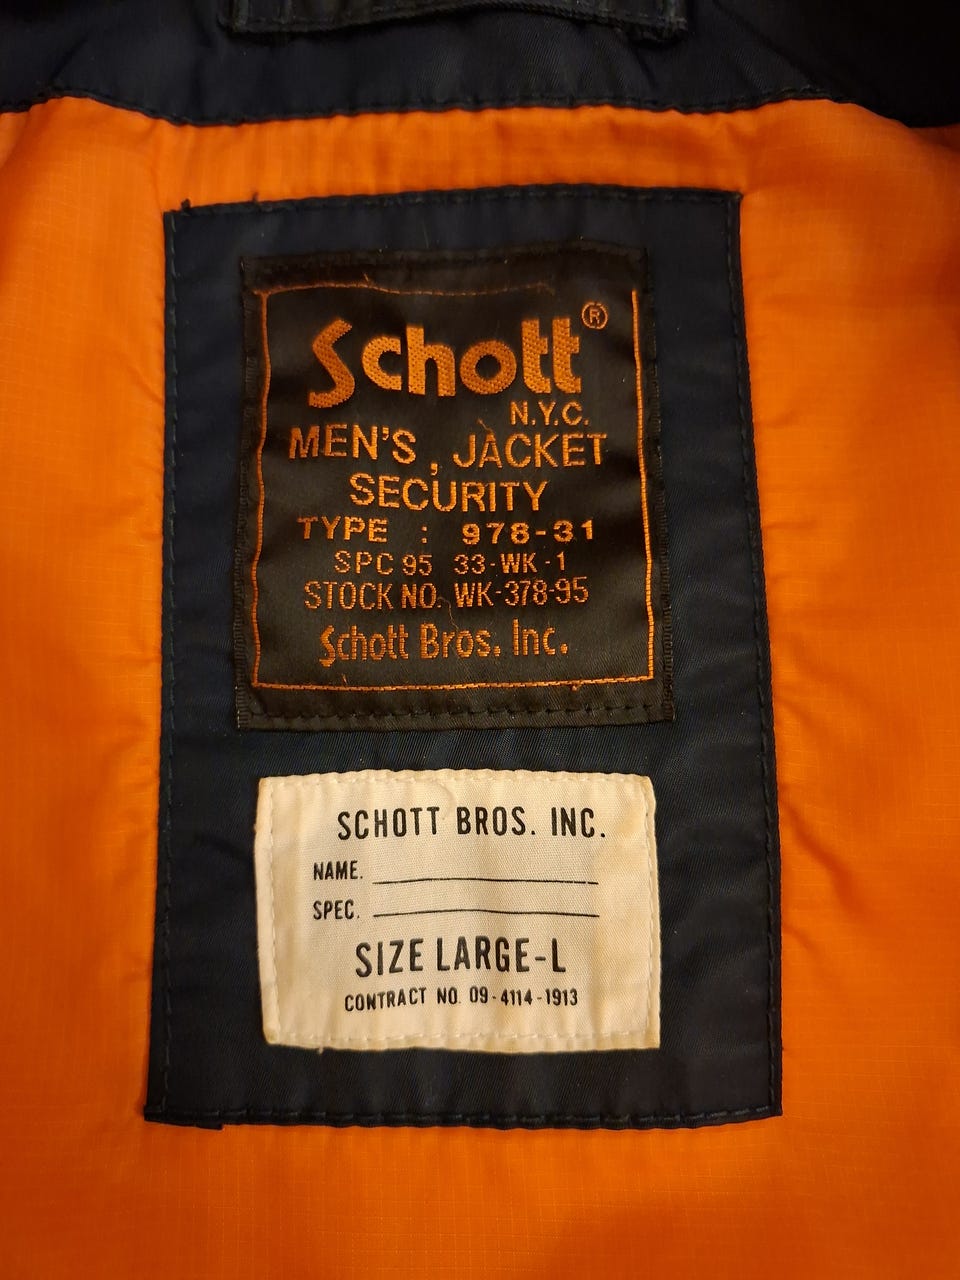 Schott®
N.Y.C.
MEN'S, JACKET
SECURITY
TYPE : 978-31
SPC 95 33-WK-1
STOCK NO. WK-378-95
Schott Bros. Inc.
SCHOTT BROS. INC.
NAME.
SPEC.
SIZE LARGE-L
CONTRACT NO. 09-4114-1913